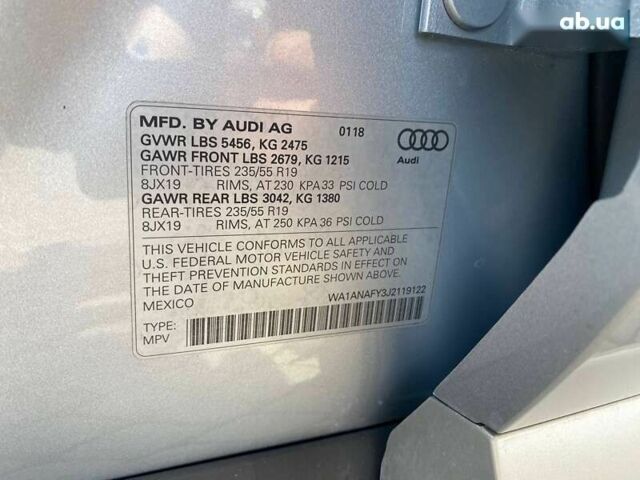 ab.ua
MFD. BY AUDI AG 0118
GVWR LBS 5456, KG 2475
GAWR FRONT LBS 2679, KG 1215
Audi
FRONT-TIRES 235/55 R19
8JX19 RIMS, AT 230 KPA 33 PSI COLD
GAWR REAR LBS 3042, KG 1380
REAR-TIRES 235/55 R19
8JX19 RIMS, AT 250 KPA 36 PSI COLD
THIS VEHICLE CONFORMS TO ALL APPLICABLE
U.S. FEDERAL MOTOR VEHICLE SAFETY AND
THEFT PREVENTION STANDARDS IN EFFECT ON
THE DATE OF MANUFACTURE SHOWN ABOVE.
MEXICO WA1ANAFY3J2119122
TYPE:
MPV